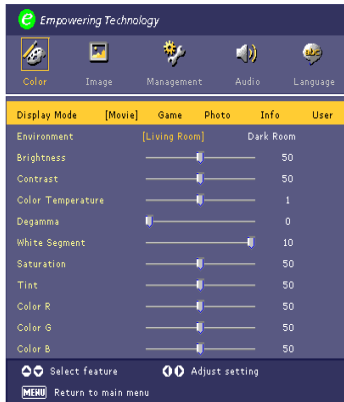 e Empowering Technology
Color Image Management Audio Language
Display Mode [Movie] Game Photo Info User
Environment [Living Room] Dark Room
Brightness 50
Contrast 50
Color Temperature 1
Degamma 0
White Segment 10
Saturation 50
Tint 50
Color R 50
Color G 50
Color B 50
Select feature Adjust setting
MENU Return to main menu